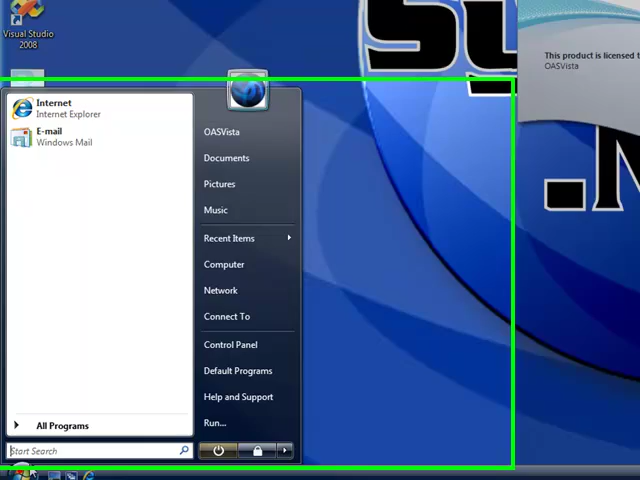 Visual Studio
2008
This product is licensed t
OASVista
Sy
.N
Internet
Internet Explorer
E-mail
Windows Mail
All Programs
Start Search
OASVista
Documents
Pictures
Music
Recent Items
Computer
Network
Connect To
Control Panel
Default Programs
Help and Support
Run...